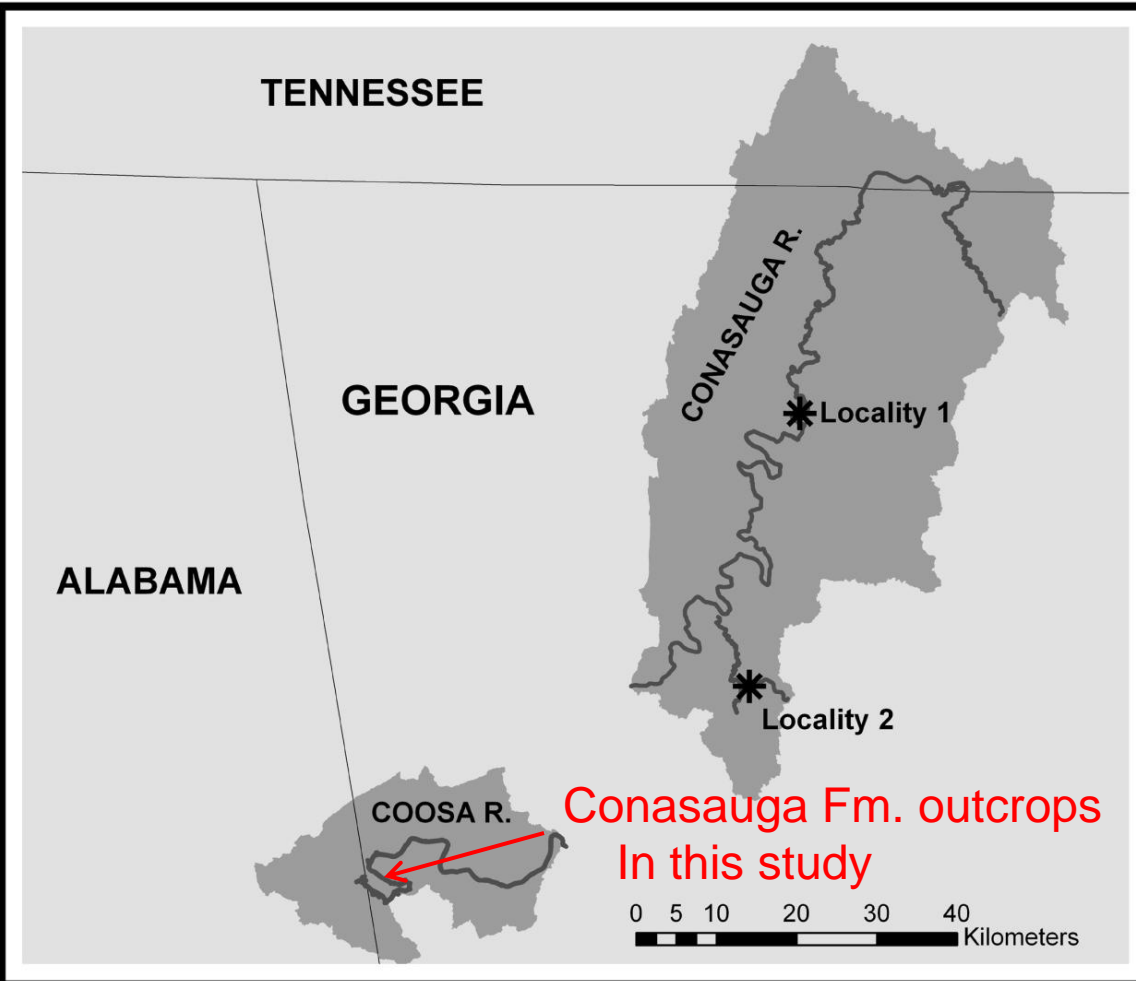 TENNESSEE
CONASAUGA R.
GEORGIA
Locality 1
ALABAMA
Locality 2
COOSA R.
Conasauga Fm. outcrops
In this study
0 5 10 20 30 40
Kilometers